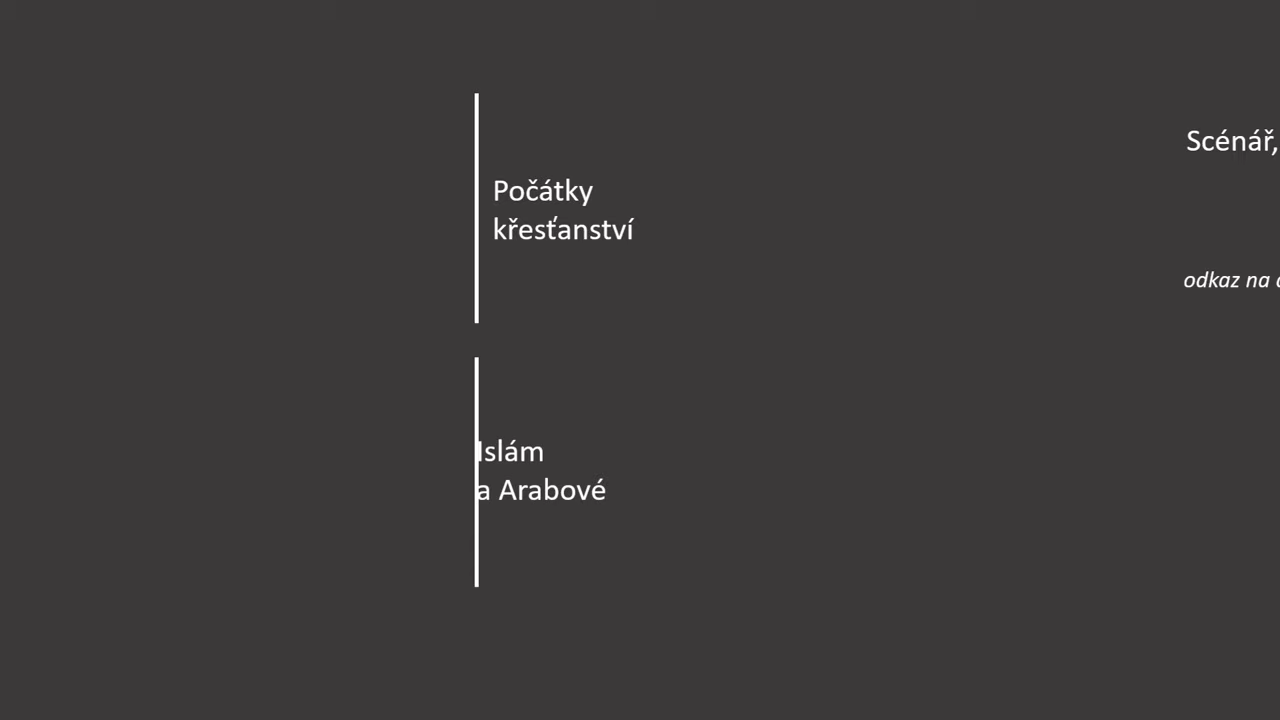 Počátky
křesťanství
Islám
a Arabové
Scénář,
odkaz na